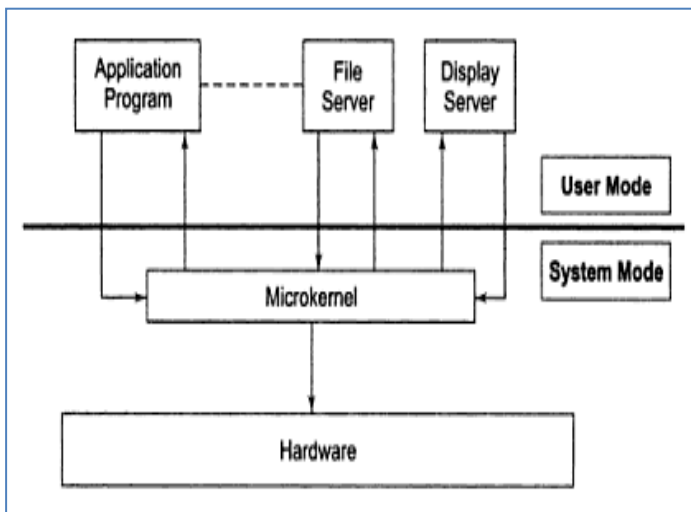 Application
Program
File
Server
Display
Server
User Mode
System Mode
Microkernel
Hardware